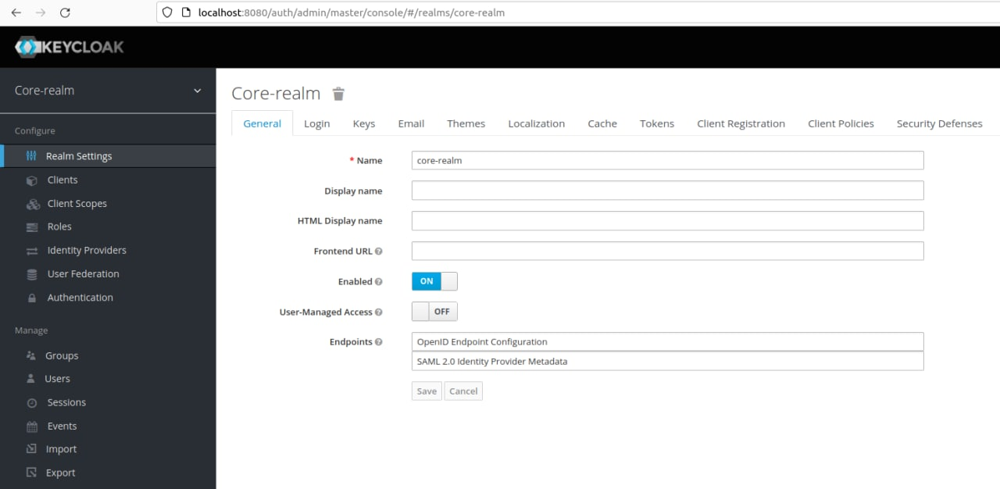 localhost:8080/auth/admin/master/console/#/realms/core-realm
KEYCLOAK
Core-realm
Configure
Realm Settings
Clients
Client Scopes
Roles
Identity Providers
User Federation
Authentication
Manage
Groups
Users
Sessions
Events
Import
Export
Core-realm
General Login Keys Email Themes Localization Cache Tokens Client Registration Client Policies Security Defenses
* Name core-realm
Display name
HTML Display name
Frontend URL ?
Enabled ? ON
User-Managed Access ? OFF
Endpoints ? OpenID Endpoint Configuration
SAML 2.0 Identity Provider Metadata
Save Cancel